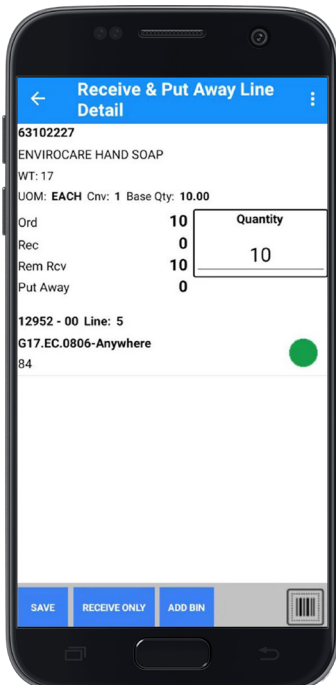 Receive & Put Away Line
Detail
63102227
ENVIROCARE HAND SOAP
WT: 17
UOM: EACH Cnv: 1 Base Qty: 10.00
Ord 10
Rec 0
Rem Rcv 10
Put Away 0
Quantity
10
12952 - 00 Line: 5
G17.EC.0806-Anywhere
84
SAVE RECEIVE ONLY ADD BIN